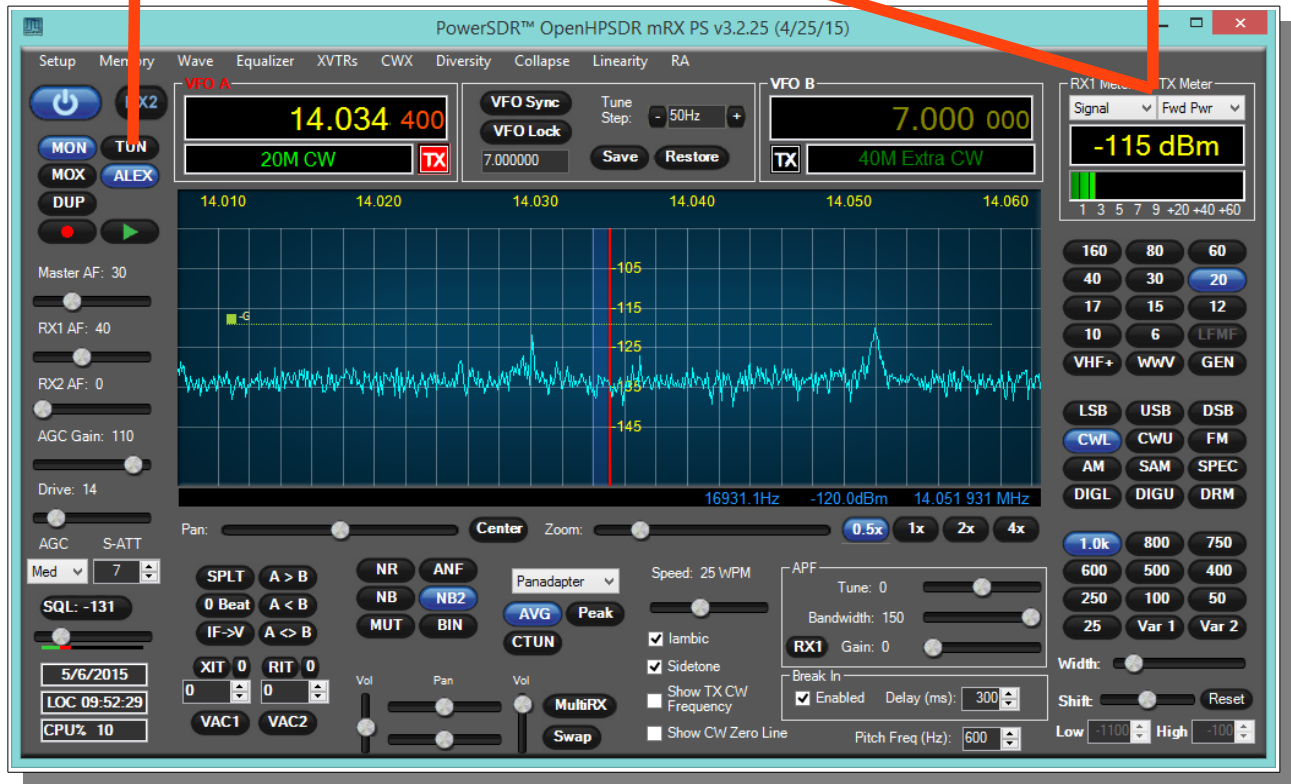 PowerSDR™ OpenHPSDR mRX PS v3.2.25 (4/25/15)
Setup Memory Wave Equalizer XVTRs CWX Diversity Collapse Linearity RA
VFO A
14.034 400
20M CW TX
VFO Sync
VFO Lock
7.000000
Tune
Step: - 50Hz +
Save Restore
VFO B
7.000 000
TX 40M Extra CW
RX1 TX Meter
Signal Fwd Pwr
-115 dBm
1 3 5 7 9 +20 +40 +60
MON TUN
MOX ALEX
DUP
Master AF: 30
RX1 AF: 40
RX2 AF: 0
AGC Gain: 110
Drive: 14
AGC S-ATT
Med 7
SQL: -131
5/6/2015
LOC 09:52:29
CPU% 10
14.010 14.020 14.030 14.040 14.050 14.060
-105
-G
-115
-125
-135
-145
16931.1Hz -120.0dBm 14.051 931 MHz
Pan: Center Zoom: 0.5x 1x 2x 4x
SPLT A > B
0 Beat A < B
IF->V A <> B
XIT 0 RIT 0
0 0
VAC1 VAC2
NR ANF
NB NB2
MUT BIN
Panadapter
AVG Peak
CTUN
Vol Pan Vol
MultiRX
Swap
Speed: 25 WPM
Iambic
Sidetone
Show TX CW
Frequency
Show CW Zero Line
APF
Tune: 0
Bandwidth: 150
RX1 Gain: 0
Break In
Enabled Delay (ms): 300
Pitch Freq (Hz): 600
160 80 60
40 30 20
17 15 12
10 6 LFMF
VHF+ WWV GEN
LSB USB DSB
CWL CWU FM
AM SAM SPEC
DIGL DIGU DRM
1.0k 800 750
600 500 400
250 100 50
25 Var 1 Var 2
Width:
Shift: Reset
Low -1100 High -100